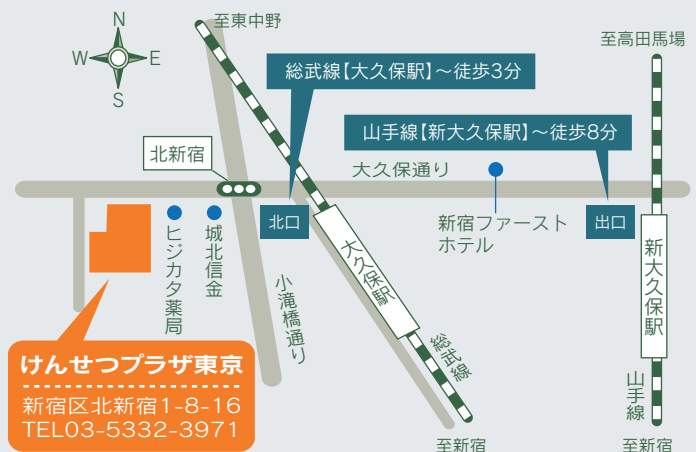 N
W
E
S
至東中野
至高田馬場
総武線【大久保駅】～徒歩3分
山手線【新大久保駅】～徒歩8分
北新宿
大久保通り
北口
新宿ファースト
ホテル
出口
ヒジカタ薬局
城北信金
小滝橋通り
大久保駅
新大久保駅
総武線
山手線
けんせつプラザ東京
新宿区北新宿1-8-16
TEL03-5332-3971
至新宿
至新宿